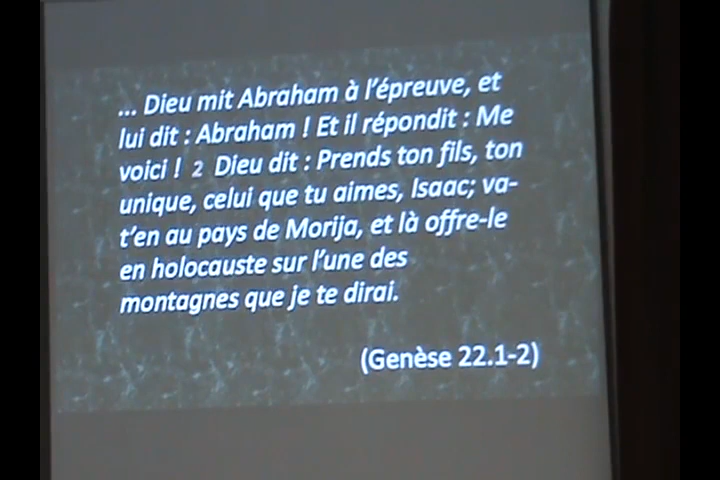 ... Dieu mit Abraham à l'épreuve, et
lui dit : Abraham ! Et il répondit : Me
voici ! 2 Dieu dit : Prends ton fils, ton
unique, celui que tu aimes, Isaac; va-
t'en au pays de Morija, et là offre-le
en holocauste sur l'une des
montagnes que je te dirai.
(Genèse 22.1-2)